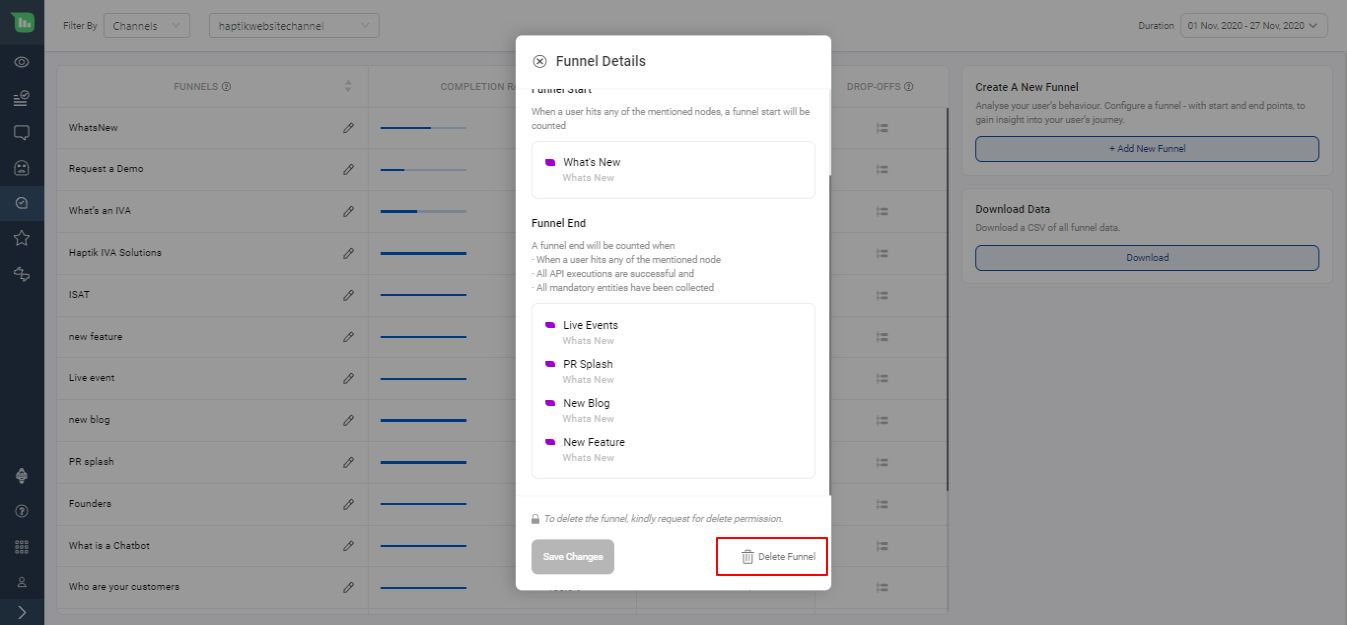 Filter By
Channels
haptikwebsitechannel
Duration
01 Nov, 2020 - 27 Nov, 2020
FUNNELS
COMPLETION RA
DROP-OFFS
WhatsNew
Request a Demo
What's an IVA
Haptik IVA Solutions
ISAT
new feature
Live event
new blog
PR splash
Founders
What is a Chatbot
Who are your customers
Funnel Details
Funnel Start
When a user hits any of the mentioned nodes, a funnel start will be
counted
What's New
Whats New
Funnel End
A funnel end will be counted when
- When a user hits any of the mentioned node
- All API executions are successful and
- All mandatory entities have been collected
Live Events
Whats New
PR Splash
Whats New
New Blog
Whats New
New Feature
Whats New
To delete the funnel, kindly request for delete permission.
Save Changes
Delete Funnel
Create A New Funnel
Analyse your user's behaviour. Configure a funnel - with start and end points, to
gain insight into your user's journey.
+ Add New Funnel
Download Data
Download a CSV of all funnel data.
Download